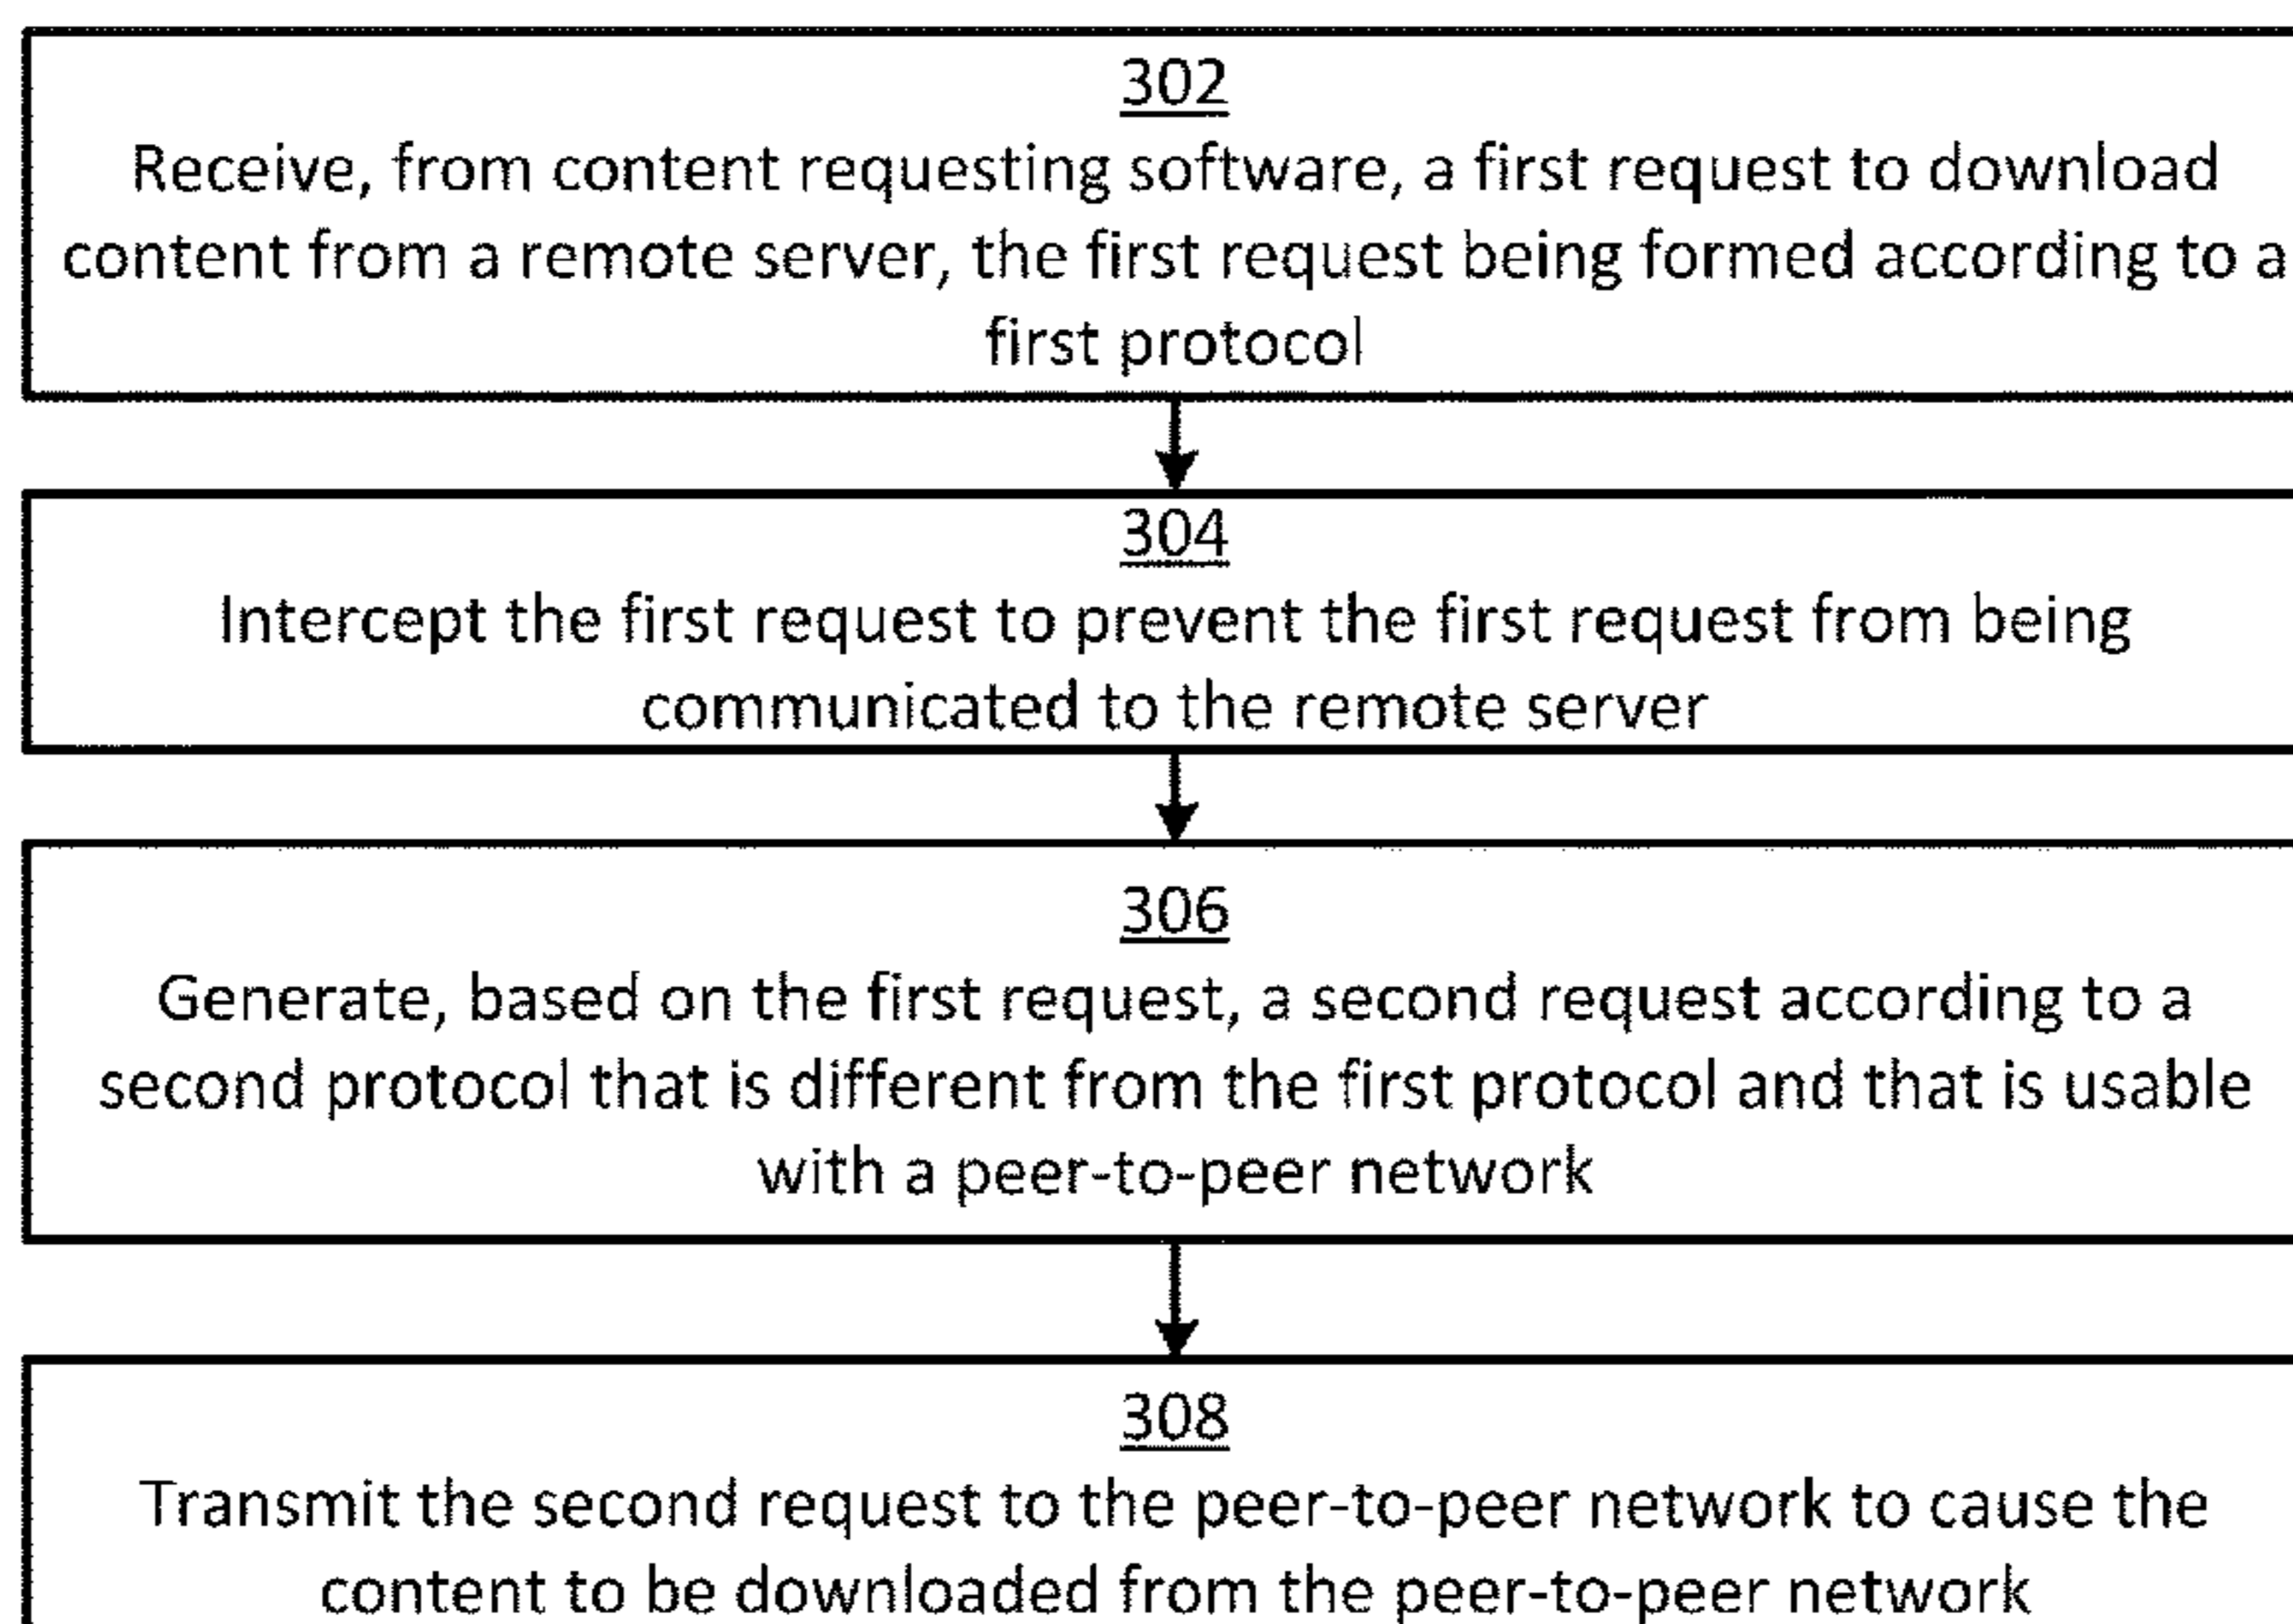 302
Receive, from content requesting software, a first request to download
content from a remote server, the first request being formed according to a
first protocol
304
Intercept the first request to prevent the first request from being
communicated to the remote server
306
Generate, based on the first request, a second request according to a
second protocol that is different from the first protocol and that is usable
with a peer-to-peer network
308
Transmit the second request to the peer-to-peer network to cause the
content to be downloaded from the peer-to-peer network